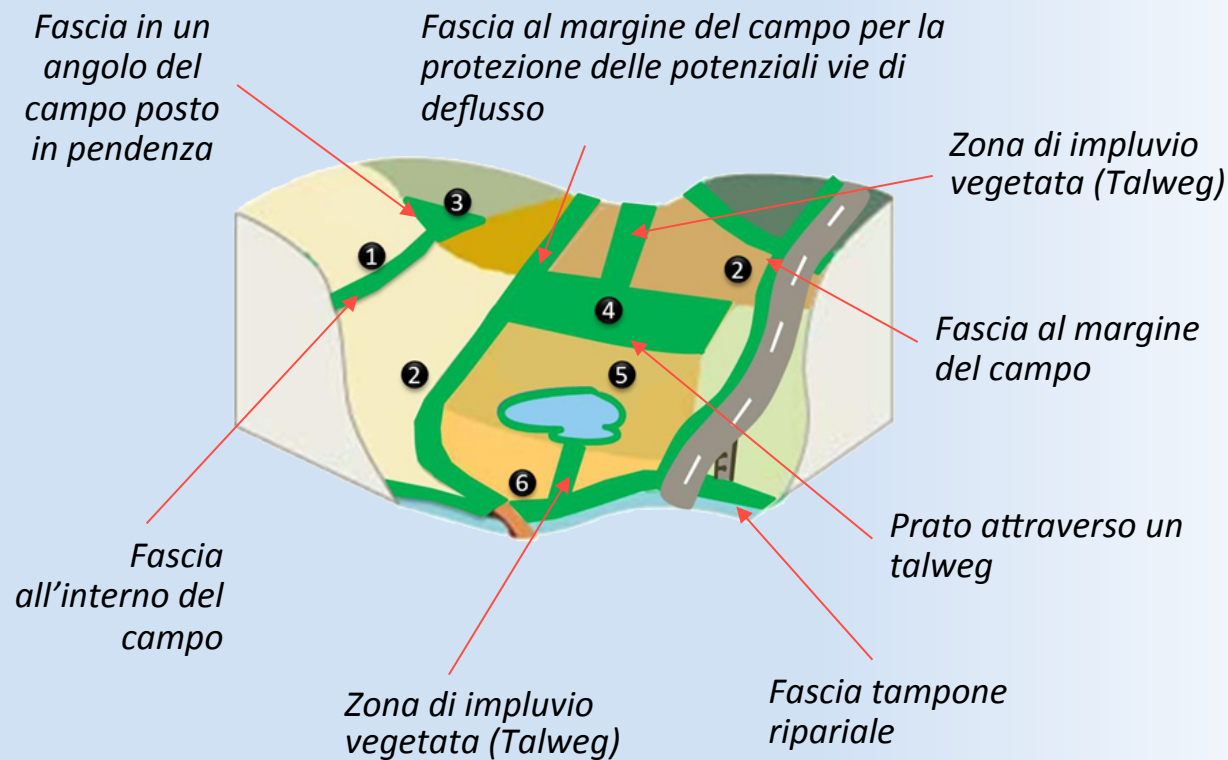 Fascia in un
angolo del
campo posto
in pendenza
Fascia al margine del campo per la
protezione delle potenziali vie di
deflusso
Zona di impluvio
vegetata (Talweg)
3
1
2
4
2
5
6
Fascia al margine
del campo
Prato attraverso un
talweg
Fascia
all’interno del
campo
Zona di impluvio
vegetata (Talweg)
Fascia tampone
ripariale